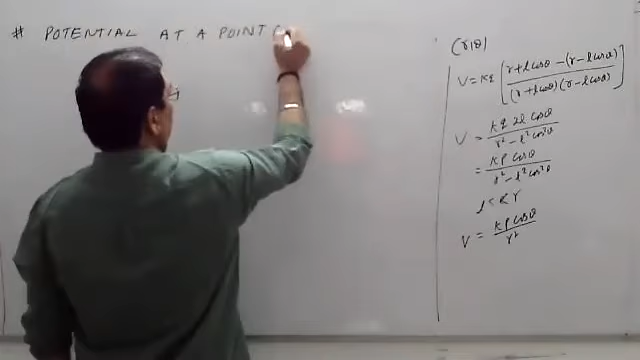 # POTENTIAL AT A POINT
(r,θ)
V = Kq [ (r+lcosθ - (r-lcosθ)) / ((r+lcosθ)(r-lcosθ)) ]
V = Kq 2l cosθ / r² - l²cos²θ
= KP cosθ / r² - l²cos²θ
l << r
V = KP cosθ / r²